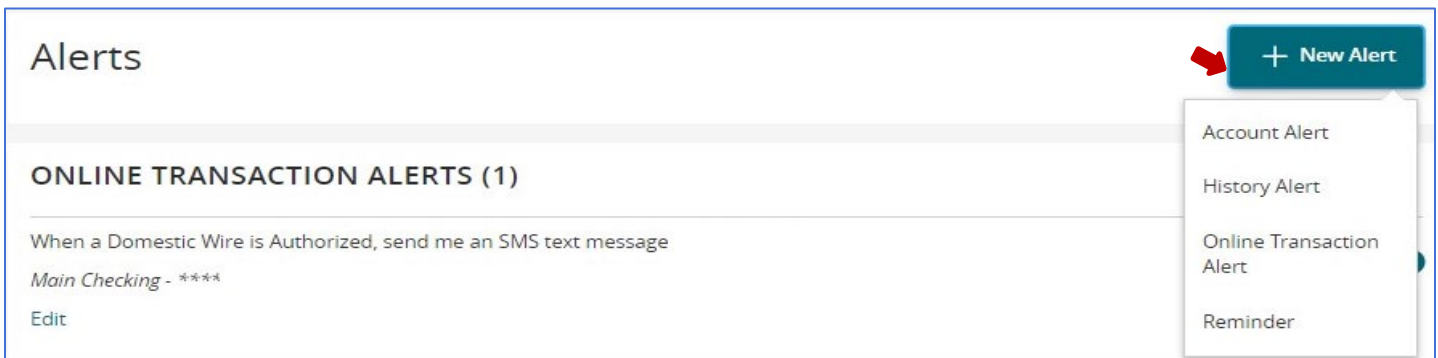 Alerts
+ New Alert
Account Alert
History Alert
Online Transaction
Alert
Reminder
ONLINE TRANSACTION ALERTS (1)
When a Domestic Wire is Authorized, send me an SMS text message
Main Checking - ****
Edit